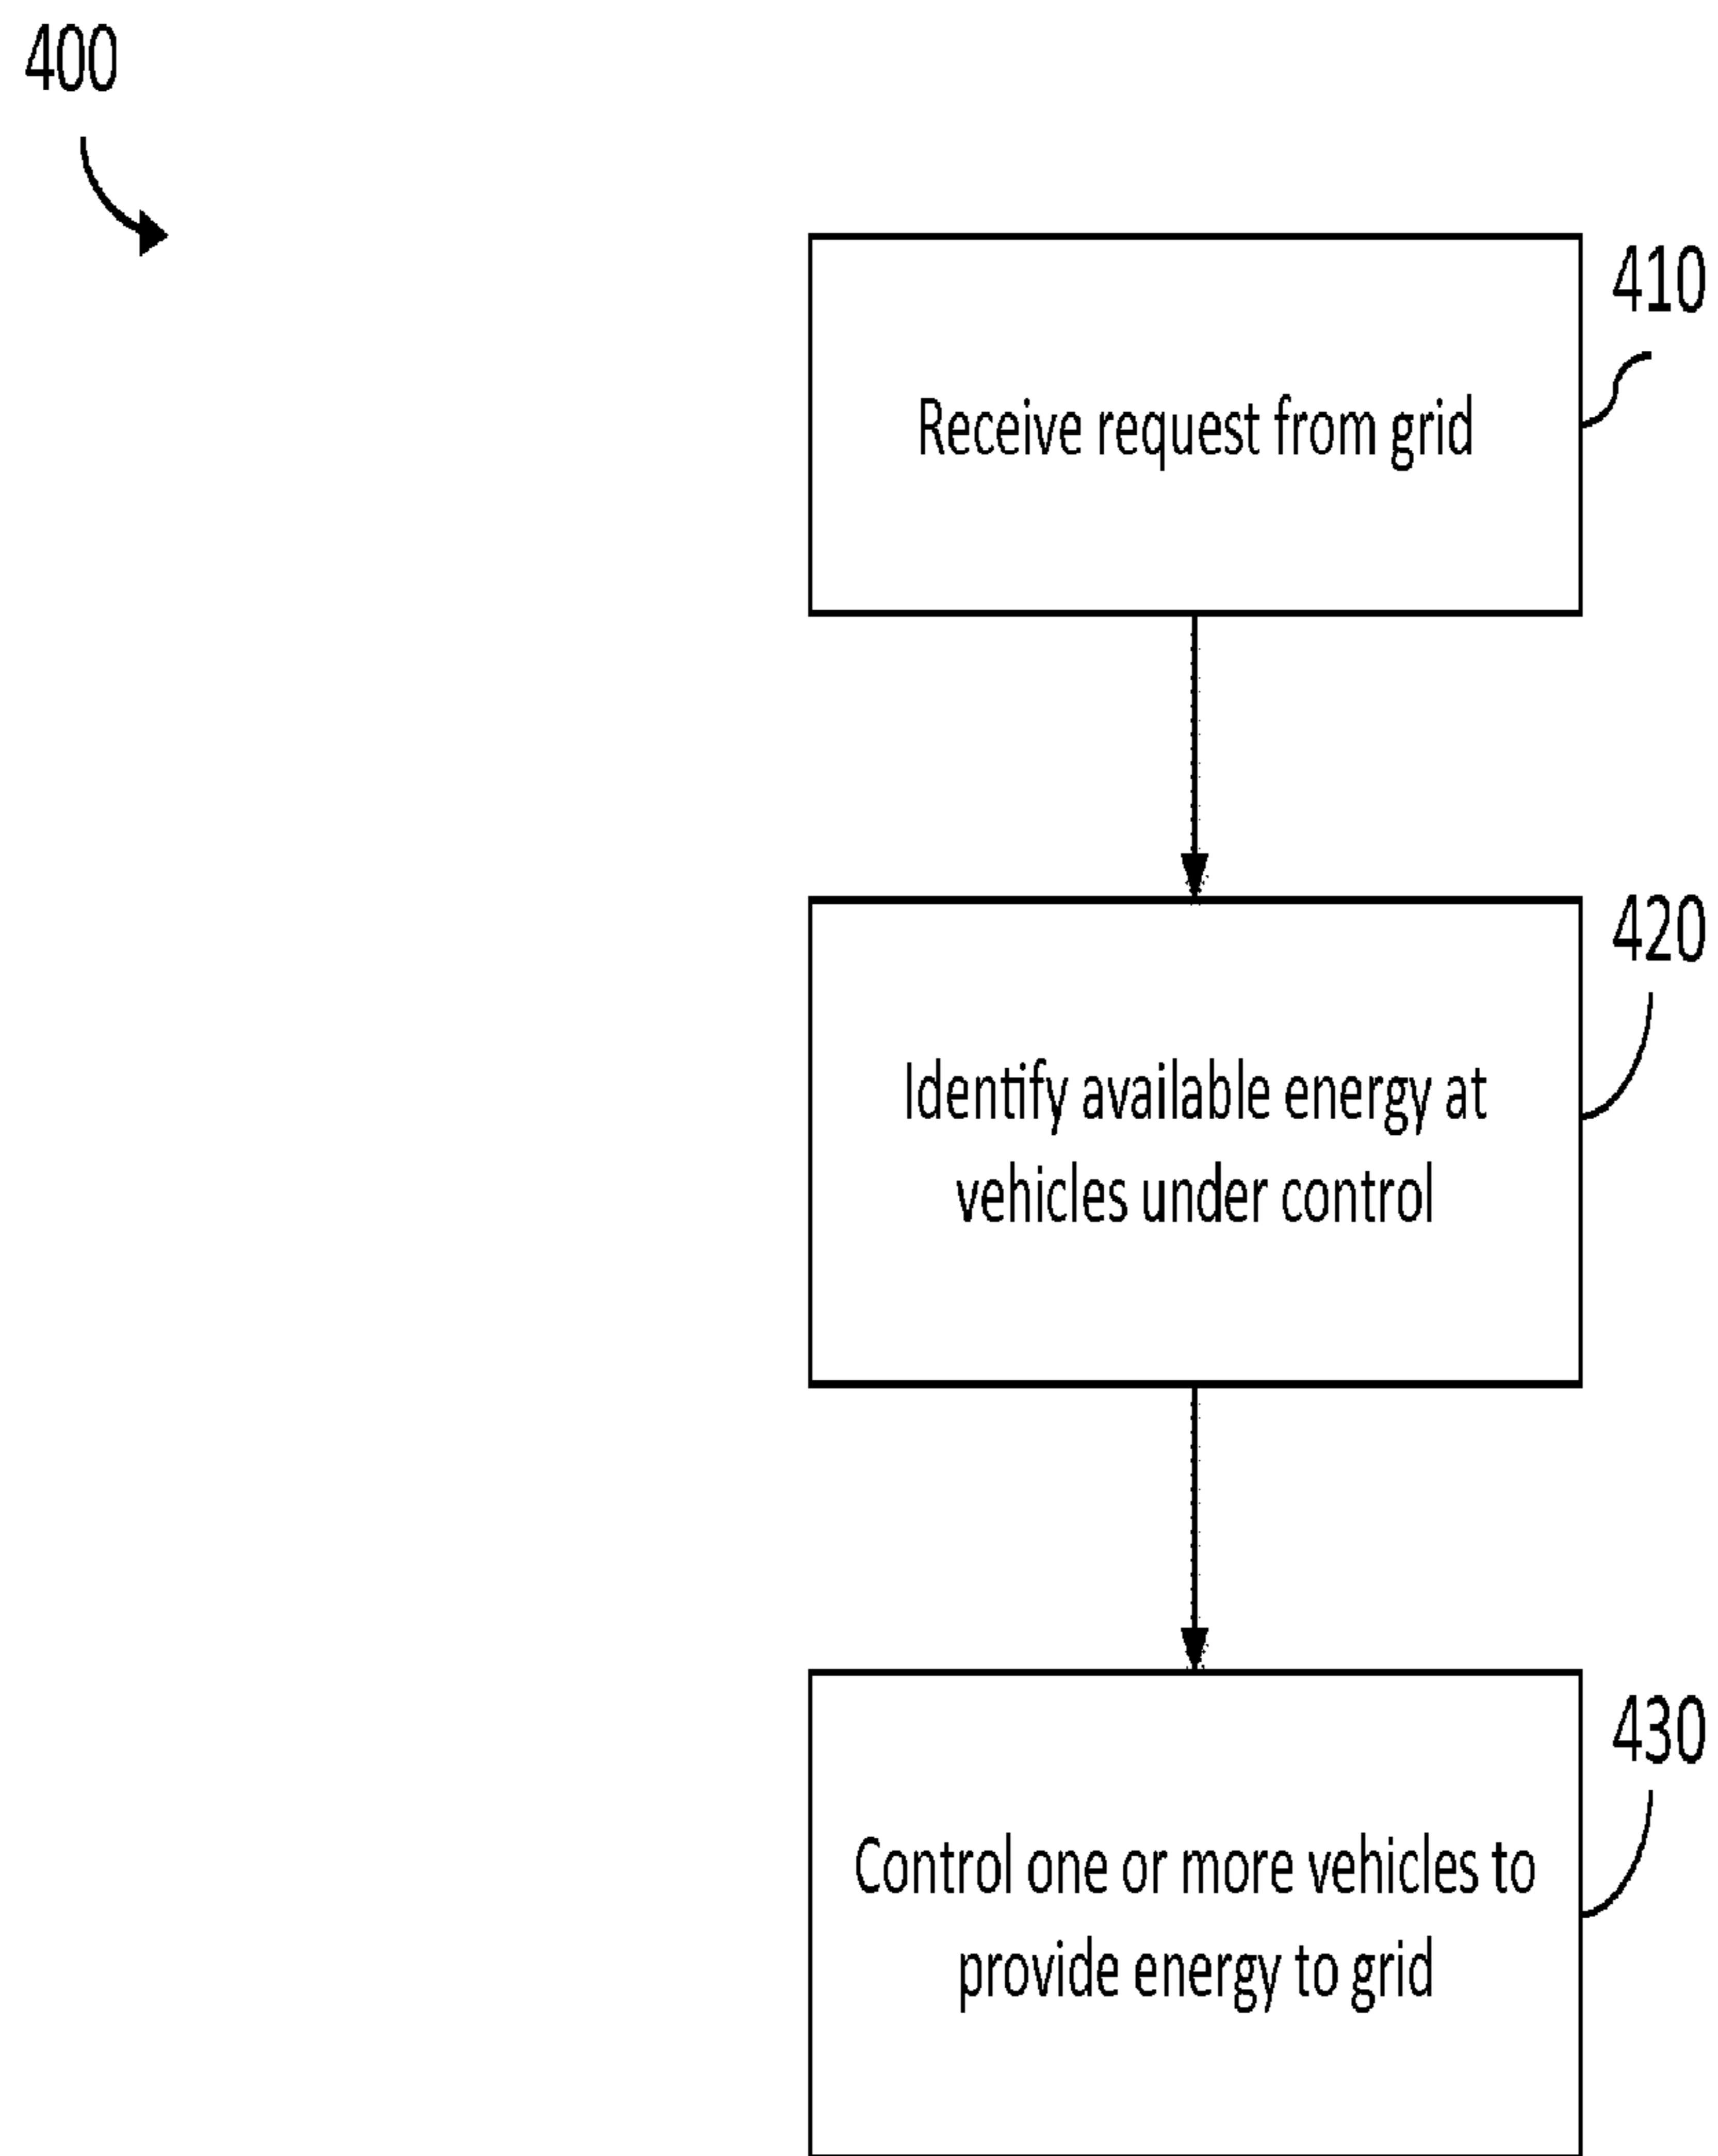 400
410
Receive request from grid
420
Identify available energy at
vehicles under control
430
Control one or more vehicles to
provide energy to grid